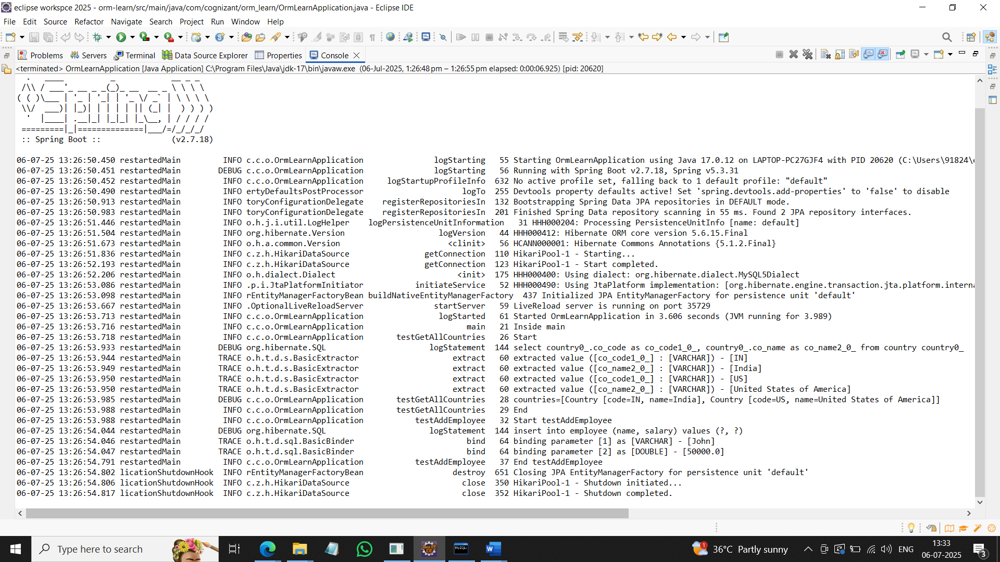 eclipse workspce 2025 - orm-learn/src/main/java/com/cognizant/orm_learn/OrmLearnApplication.java - Eclipse IDE
File Edit Source Refactor Navigate Search Project Run Window Help
Problems Servers Terminal Data Source Explorer Properties Console
<terminated> OrmLearnApplication [Java Application] C:\Program Files\Java\jdk-17\bin\javaw.exe (06-Jul-2025, 1:26:48 pm – 1:26:55 pm elapsed: 0:00:06.925) [pid: 20620]
  .   ____          _            __ _ _
 /\\ / ___'_ __ _ _(_)_ __  __ _ \ \ \ \
( ( )\___ | '_ | '_| | '_ \/ _` | \ \ \ \
 \\/  ___)| |_)| | | | | || (_| |  ) ) ) )
  '  |____| .__|_| |_|_| |_\__, | / / / /
 =========|_|==============|___/=/_/_/_/
 :: Spring Boot ::                (v2.7.18)
06-07-25 13:26:50.450 restartedMain INFO c.c.o.OrmLearnApplication logStarting 55 Starting OrmLearnApplication using Java 17.0.12 on LAPTOP-PC27GJF4 with PID 20620 (C:\Users\91824\e
06-07-25 13:26:50.451 restartedMain DEBUG c.c.o.OrmLearnApplication logStarting 56 Running with Spring Boot v2.7.18, Spring v5.3.31
06-07-25 13:26:50.452 restartedMain INFO c.c.o.OrmLearnApplication logStartupProfileInfo 632 No active profile set, falling back to 1 default profile: "default"
06-07-25 13:26:50.490 restartedMain INFO ertyDefaultsPostProcessor logTo 255 Devtools property defaults active! Set 'spring.devtools.add-properties' to 'false' to disable
06-07-25 13:26:50.913 restartedMain INFO toryConfigurationDelegate registerRepositoriesIn 132 Bootstrapping Spring Data JPA repositories in DEFAULT mode.
06-07-25 13:26:50.983 restartedMain INFO toryConfigurationDelegate registerRepositoriesIn 201 Finished Spring Data repository scanning in 55 ms. Found 2 JPA repository interfaces.
06-07-25 13:26:51.446 restartedMain INFO o.h.j.i.util.LogHelper logPersistenceUnitInformation 31 HHH000204: Processing PersistenceUnitInfo [name: default]
06-07-25 13:26:51.504 restartedMain INFO org.hibernate.Version logVersion 44 HHH000412: Hibernate ORM core version 5.6.15.Final
06-07-25 13:26:51.673 restartedMain INFO o.h.a.common.Version <clinit> 56 HCANN000001: Hibernate Commons Annotations {5.1.2.Final}
06-07-25 13:26:51.836 restartedMain INFO c.z.h.HikariDataSource getConnection 110 HikariPool-1 - Starting...
06-07-25 13:26:52.193 restartedMain INFO c.z.h.HikariDataSource getConnection 123 HikariPool-1 - Start completed.
06-07-25 13:26:52.206 restartedMain INFO o.h.dialect.Dialect <init> 175 HHH000400: Using dialect: org.hibernate.dialect.MySQL5Dialect
06-07-25 13:26:53.086 restartedMain INFO .p.i.JtaPlatformInitiator initiateService 52 HHH000490: Using JtaPlatform implementation: [org.hibernate.engine.transaction.jta.platform.interna
06-07-25 13:26:53.098 restartedMain INFO rEntityManagerFactoryBean buildNativeEntityManagerFactory 437 Initialized JPA EntityManagerFactory for persistence unit 'default'
06-07-25 13:26:53.667 restartedMain INFO .OptionalLiveReloadServer startServer 59 LiveReload server is running on port 35729
06-07-25 13:26:53.713 restartedMain INFO c.c.o.OrmLearnApplication logStarted 61 Started OrmLearnApplication in 3.606 seconds (JVM running for 3.989)
06-07-25 13:26:53.716 restartedMain INFO c.c.o.OrmLearnApplication main 21 Inside main
06-07-25 13:26:53.718 restartedMain INFO c.c.o.OrmLearnApplication testGetAllCountries 26 Start
06-07-25 13:26:53.933 restartedMain DEBUG org.hibernate.SQL logStatement 144 select country0_.co_code as co_code1_0_, country0_.co_name as co_name2_0_ from country country0_
06-07-25 13:26:53.944 restartedMain TRACE o.h.t.d.s.BasicExtractor extract 60 extracted value ([co_code1_0_] : [VARCHAR]) - [IN]
06-07-25 13:26:53.949 restartedMain TRACE o.h.t.d.s.BasicExtractor extract 60 extracted value ([co_name2_0_] : [VARCHAR]) - [India]
06-07-25 13:26:53.950 restartedMain TRACE o.h.t.d.s.BasicExtractor extract 60 extracted value ([co_code1_0_] : [VARCHAR]) - [US]
06-07-25 13:26:53.950 restartedMain TRACE o.h.t.d.s.BasicExtractor extract 60 extracted value ([co_name2_0_] : [VARCHAR]) - [United States of America]
06-07-25 13:26:53.985 restartedMain DEBUG c.c.o.OrmLearnApplication testGetAllCountries 28 countries=[Country [code=IN, name=India], Country [code=US, name=United States of America]]
06-07-25 13:26:53.988 restartedMain INFO c.c.o.OrmLearnApplication testGetAllCountries 29 End
06-07-25 13:26:53.988 restartedMain INFO c.c.o.OrmLearnApplication testAddEmployee 32 Start testAddEmployee
06-07-25 13:26:54.044 restartedMain DEBUG org.hibernate.SQL logStatement 144 insert into employee (name, salary) values (?, ?)
06-07-25 13:26:54.046 restartedMain TRACE o.h.t.d.sql.BasicBinder bind 64 binding parameter [1] as [VARCHAR] - [John]
06-07-25 13:26:54.047 restartedMain TRACE o.h.t.d.sql.BasicBinder bind 64 binding parameter [2] as [DOUBLE] - [50000.0]
06-07-25 13:26:54.791 restartedMain INFO c.c.o.OrmLearnApplication testAddEmployee 37 End testAddEmployee
06-07-25 13:26:54.802 licationShutdownHook INFO rEntityManagerFactoryBean destroy 651 Closing JPA EntityManagerFactory for persistence unit 'default'
06-07-25 13:26:54.806 licationShutdownHook INFO c.z.h.HikariDataSource close 350 HikariPool-1 - Shutdown initiated...
06-07-25 13:26:54.817 licationShutdownHook INFO c.z.h.HikariDataSource close 352 HikariPool-1 - Shutdown completed.
Type here to search
36°C Partly sunny
ENG
13:33
06-07-2025
3